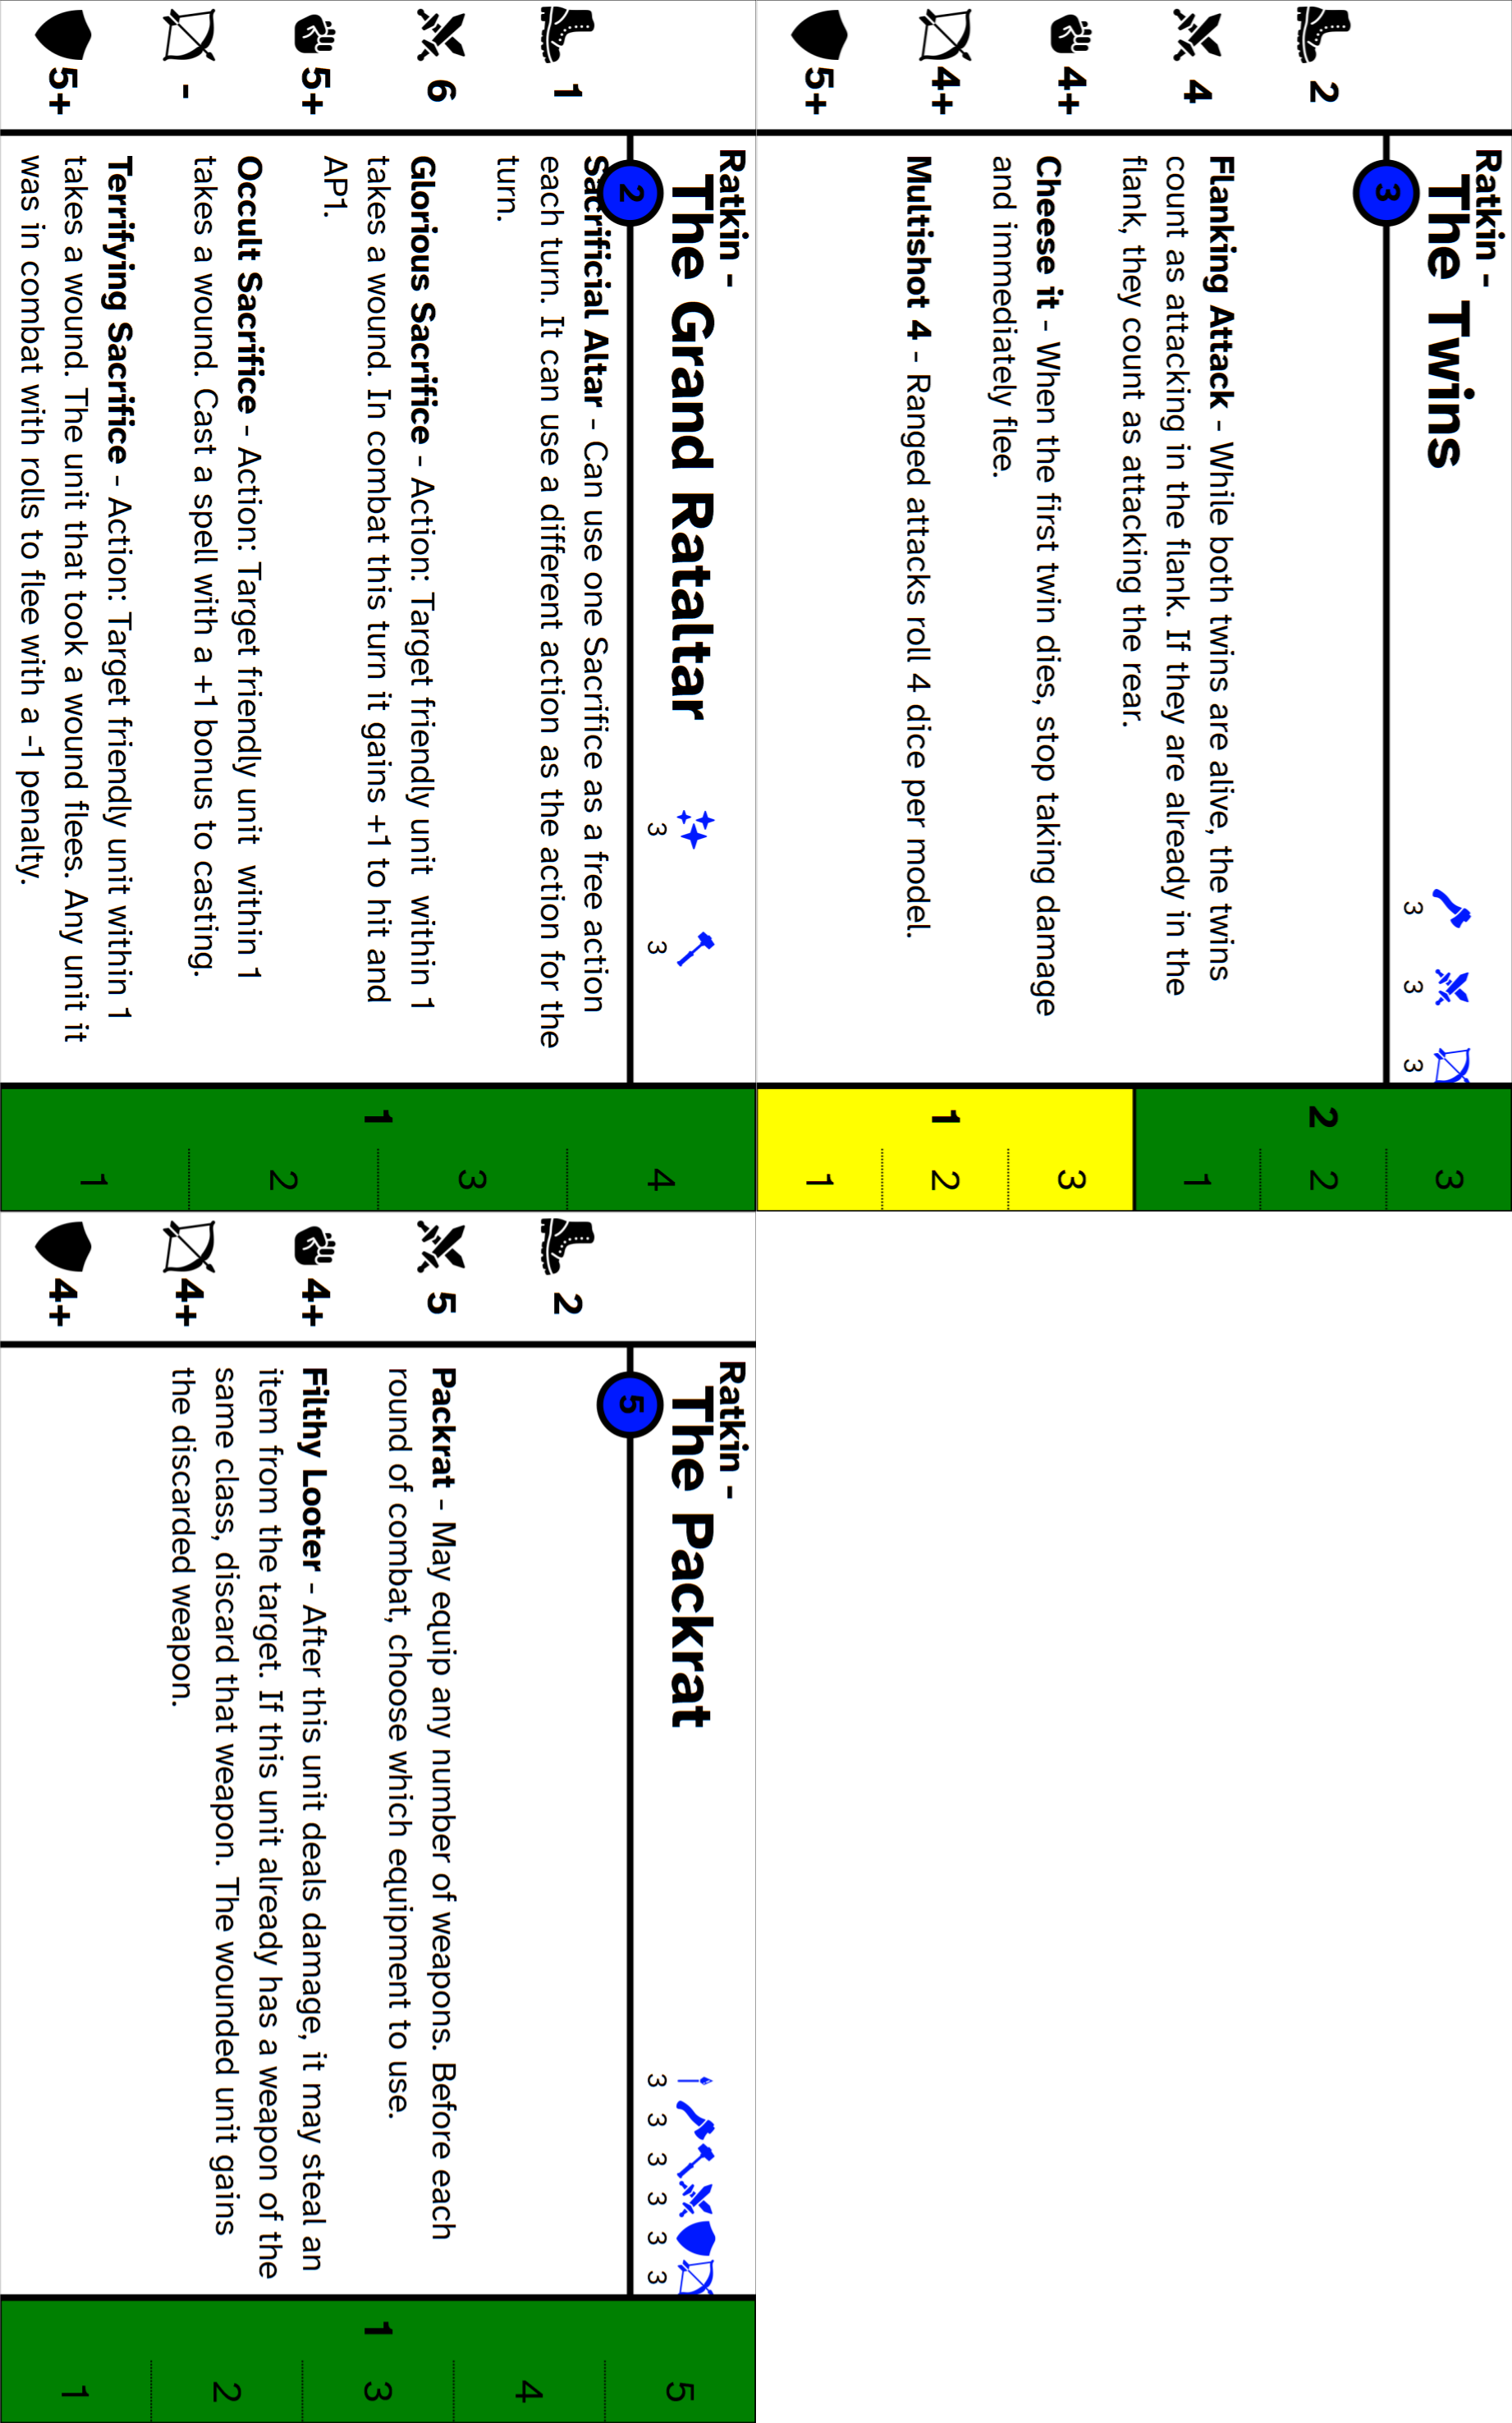 Ratkin -
The Grand Rataltar
3
3
2
1
6
5+
-
5+
Sacrificial Altar - Can use one Sacrifice as a free action
each turn. It can use a different action as the action for the
turn.
Glorious Sacrifice - Action: Target friendly unit  within 1
takes a wound. In combat this turn it gains +1 to hit and
AP1.
Occult Sacrifice - Action: Target friendly unit  within 1
takes a wound. Cast a spell with a +1 bonus to casting.
Terrifying Sacrifice - Action: Target friendly unit within 1
takes a wound. The unit that took a wound flees. Any unit it
was in combat with rolls to flee with a -1 penalty.
1
4
3
2
1
Ratkin -
The Twins
3
3
3
3
2
4
4+
4+
5+
Flanking Attack - While both twins are alive, the twins
count as attacking in the flank. If they are already in the
flank, they count as attacking the rear.
Cheese it - When the first twin dies, stop taking damage
and immediately flee.
Multishot 4 - Ranged attacks roll 4 dice per model.
2
3
2
1
1
3
2
1
Ratkin -
The Packrat
3
3
3
3
3
3
5
2
5
4+
4+
4+
Packrat - May equip any number of weapons. Before each
round of combat, choose which equipment to use.
Filthy Looter - After this unit deals damage, it may steal an
item from the target. If this unit already has a weapon of the
same class, discard that weapon. The wounded unit gains
the discarded weapon.
1
5
4
3
2
1